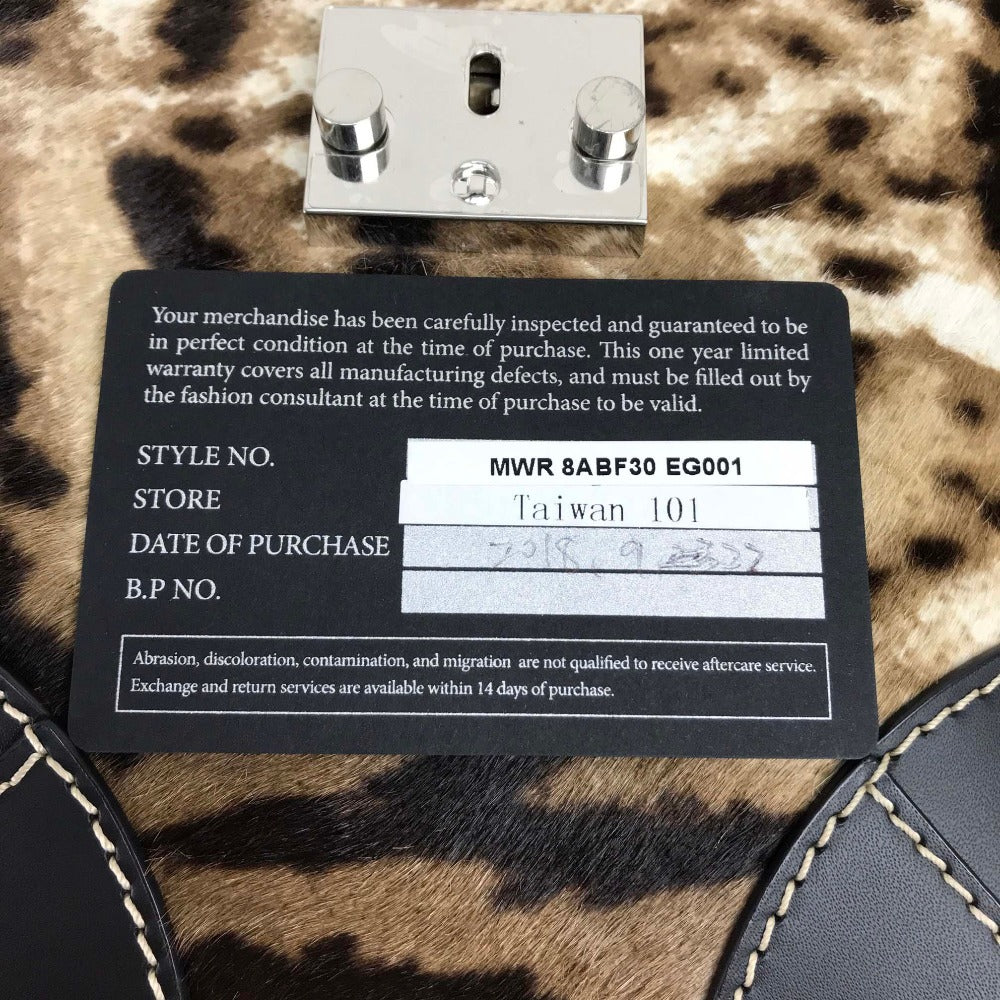 Your merchandise has been carefully inspected and guaranteed to be
in perfect condition at the time of purchase. This one year limited
warranty covers all manufacturing defects, and must be filled out by
the fashion consultant at the time of purchase to be valid.
STYLE NO. MWR 8ABF30 EG001
STORE Taiwan 101
DATE OF PURCHASE 2018. 9
B.P NO.
Abrasion, discoloration, contamination, and migration are not qualified to receive aftercare service.
Exchange and return services are available within 14 days of purchase.